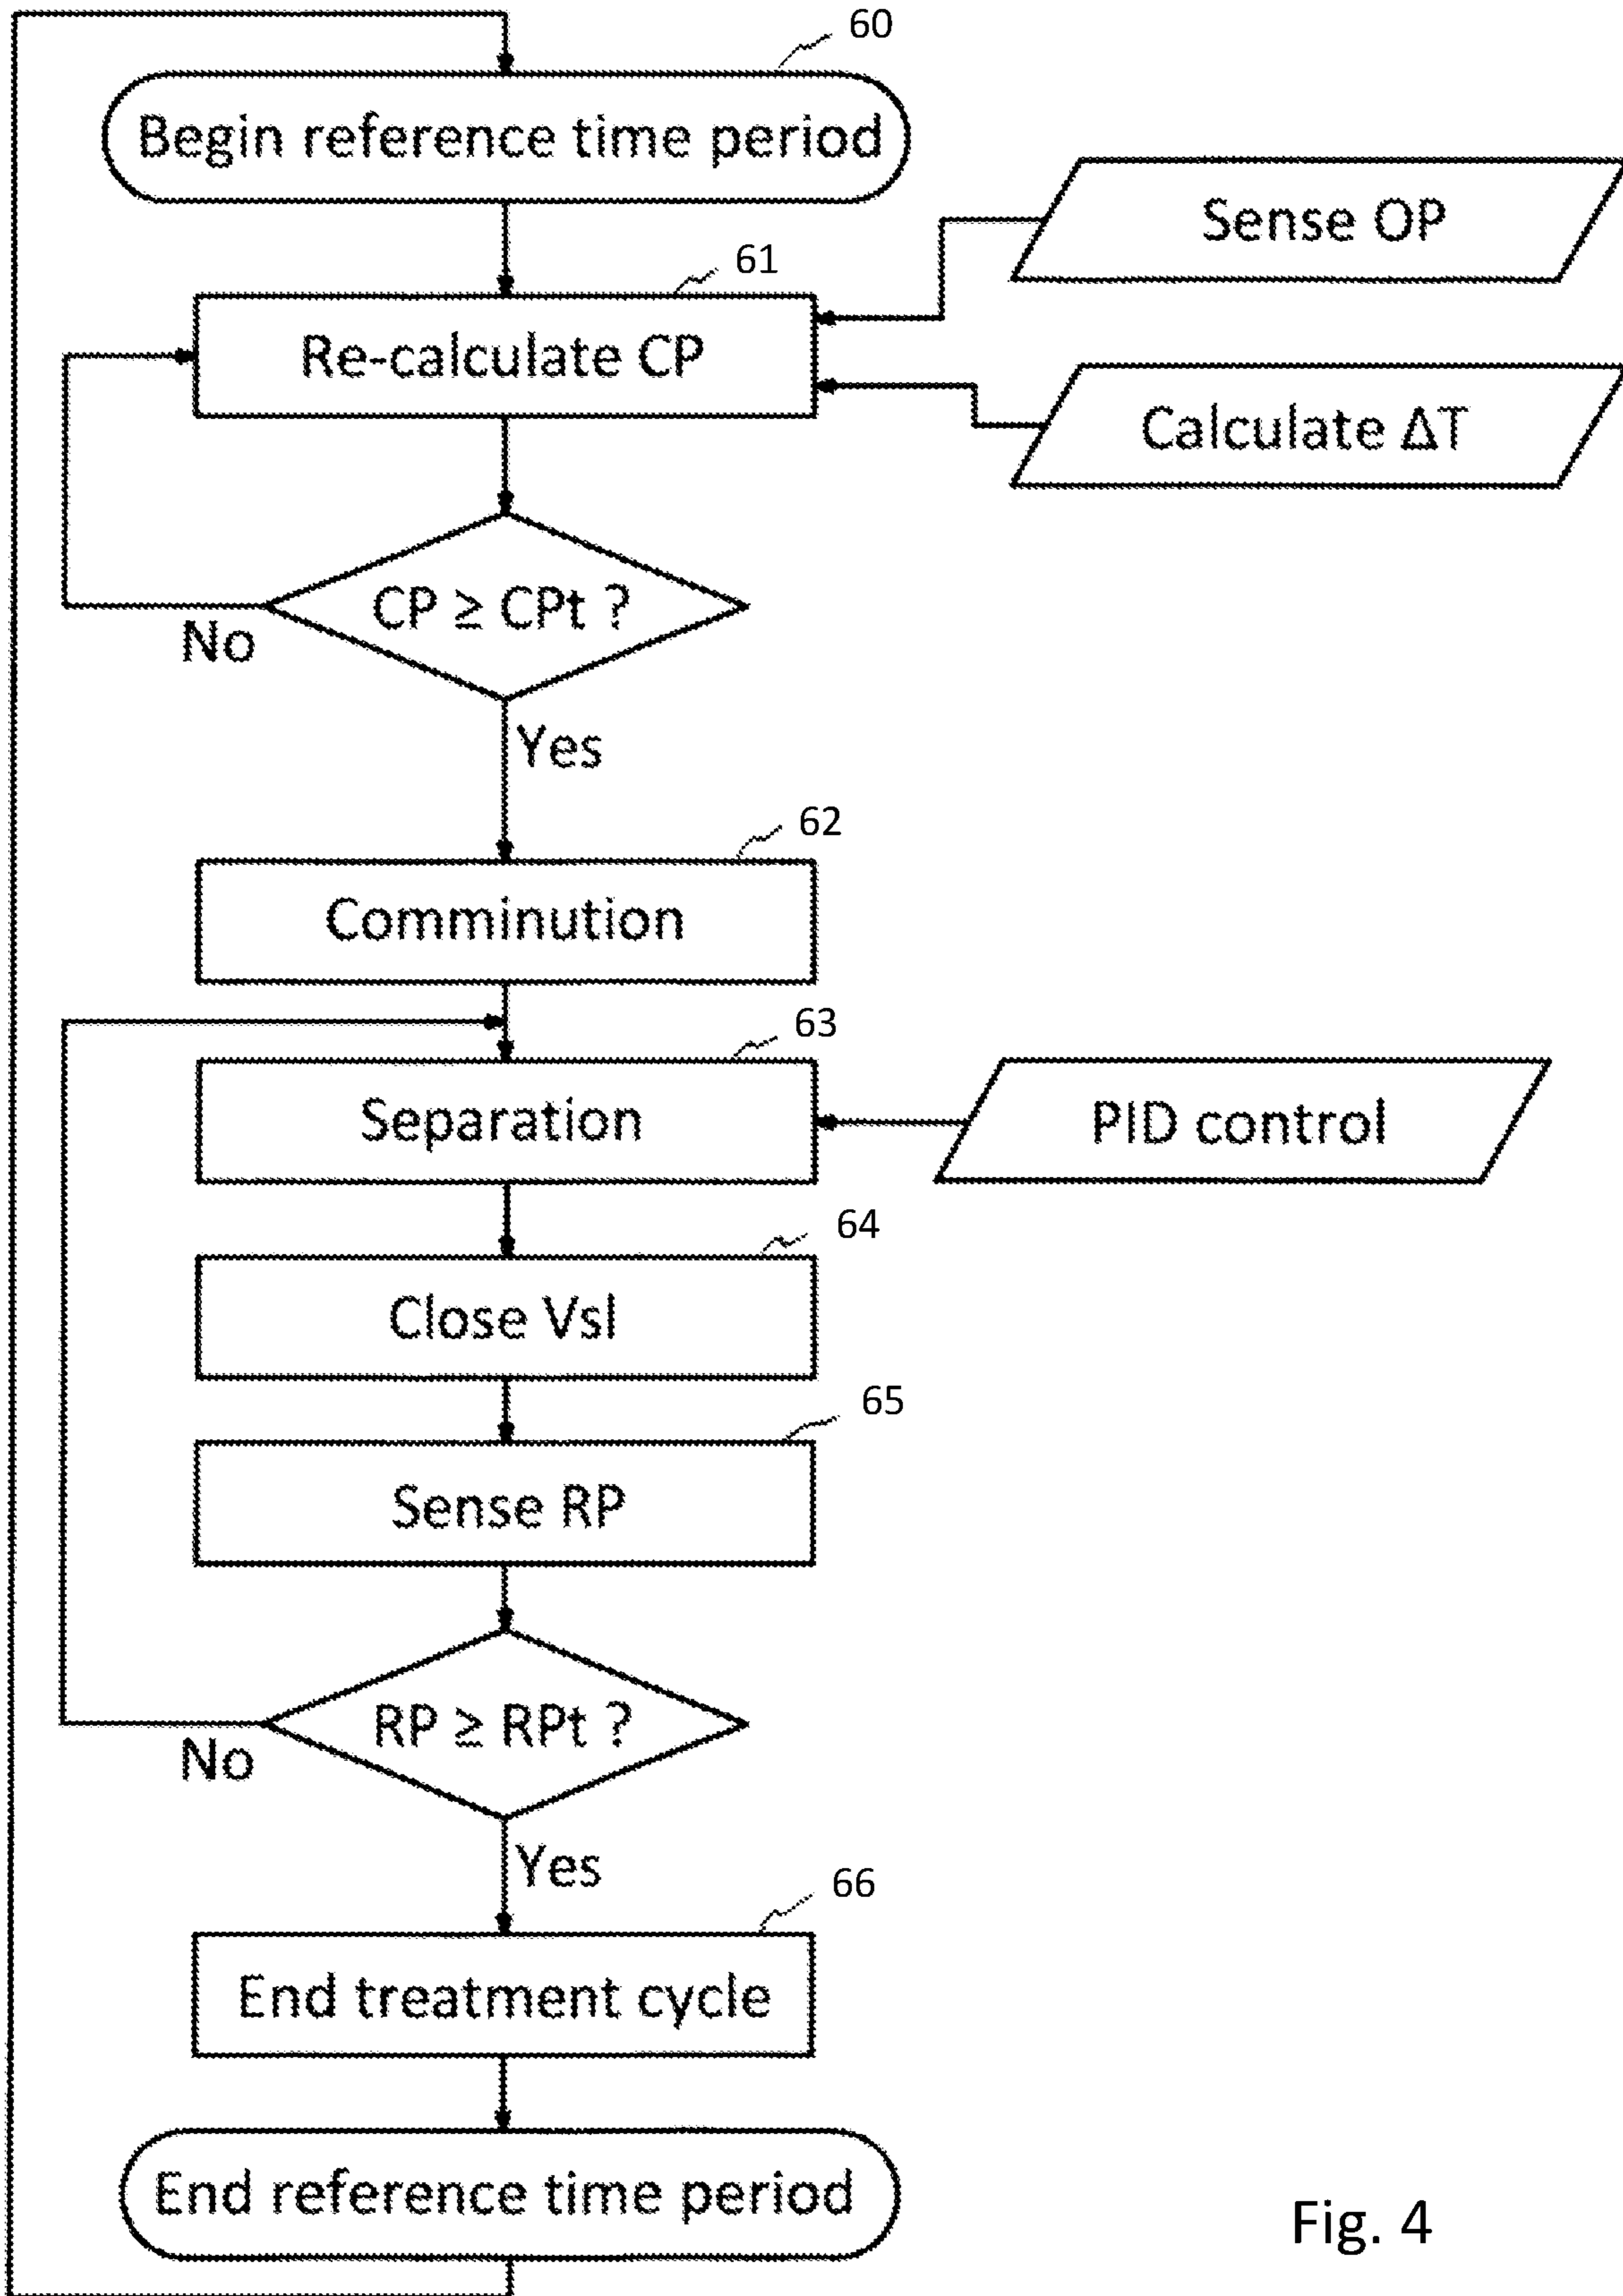 60
Begin reference time period
Sense OP
61
Re-calculate CP
Calculate ΔT
CP ≥ CPt ?
No
Yes
62
Comminution
63
Separation
PID control
64
Close Vsl
65
Sense RP
RP ≥ RPt ?
No
Yes
66
End treatment cycle
End reference time period
Fig. 4